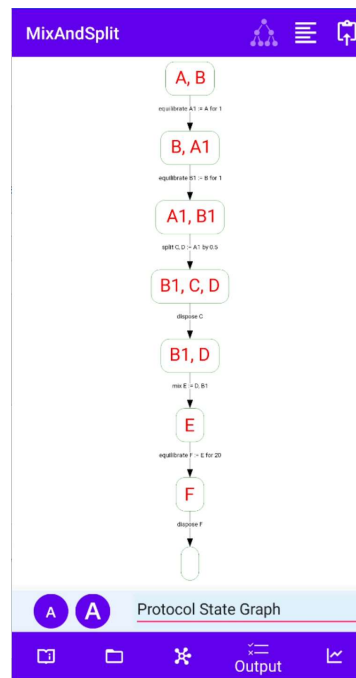 MixAndSplit
A, B
equilibrate A1 := A for 1
B, A1
equilibrate B1 := B for 1
A1, B1
split C, D := A1 by 0.5
B1, C, D
dispose C
B1, D
mix E := D, B1
E
equilibrate F := E for 20
F
dispose F
A A Protocol State Graph
Output